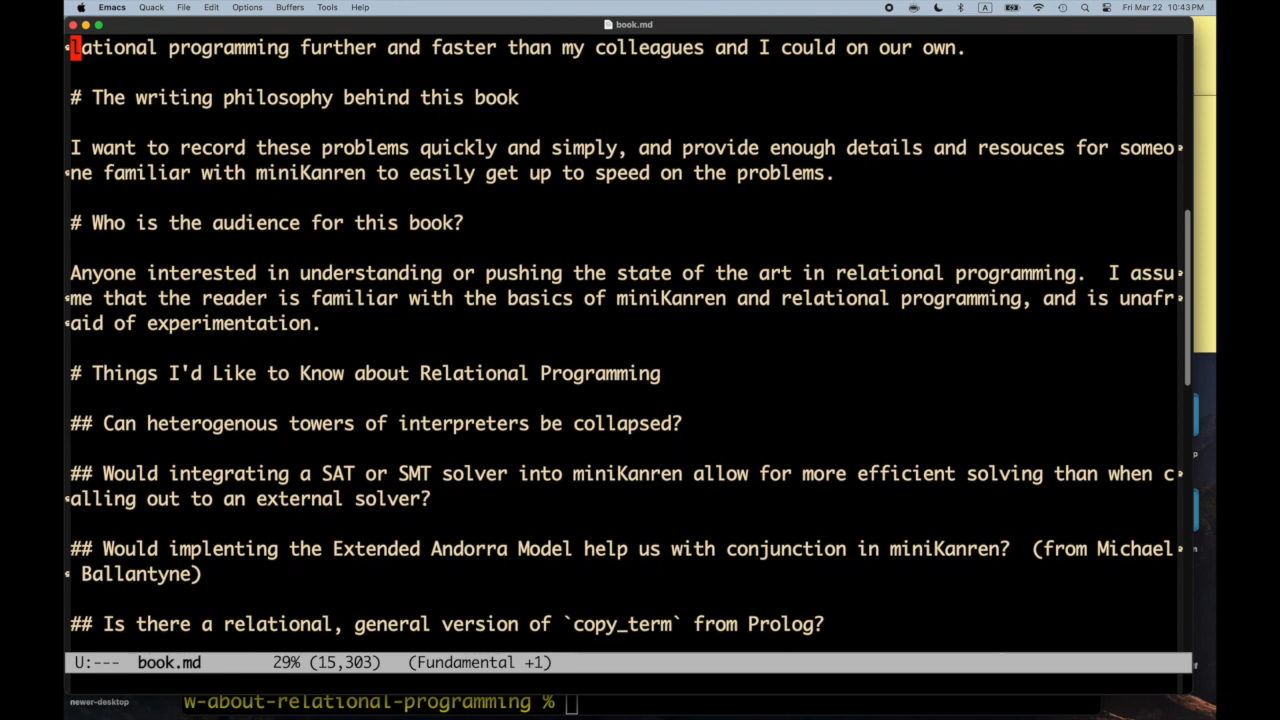 Emacs Quack File Edit Options Buffers Tools Help A Fri Mar 22 10:43 PM
book.md
lational programming further and faster than my colleagues and I could on our own.
# The writing philosophy behind this book
I want to record these problems quickly and simply, and provide enough details and resouces for someo
ne familiar with miniKanren to easily get up to speed on the problems.
# Who is the audience for this book?
Anyone interested in understanding or pushing the state of the art in relational programming.  I assu
me that the reader is familiar with the basics of miniKanren and relational programming, and is unafr
aid of experimentation.
# Things I'd Like to Know about Relational Programming
## Can heterogenous towers of interpreters be collapsed?
## Would integrating a SAT or SMT solver into miniKanren allow for more efficient solving than when c
alling out to an external solver?
## Would implenting the Extended Andorra Model help us with conjunction in miniKanren?  (from Michael
 Ballantyne)
## Is there a relational, general version of `copy_term` from Prolog?
U:--- book.md 29% (15,303) (Fundamental +1)
newer-desktop
w-about-relational-programming %